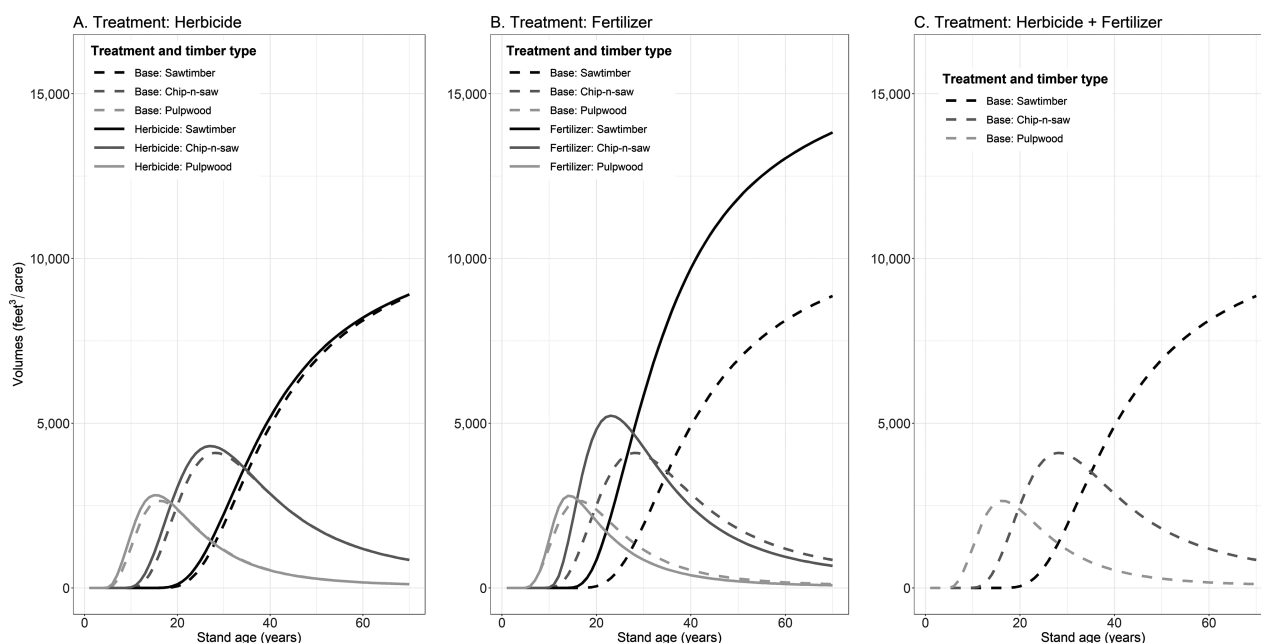 A. Treatment: Herbicide
Treatment and timber type
Base: Sawtimber
Base: Chip-n-saw
Base: Pulpwood
Herbicide: Sawtimber
Herbicide: Chip-n-saw
Herbicide: Pulpwood
15,000
10,000
5,000
0
Volumes (feet³/acre)
0 20 40 60
Stand age (years)
B. Treatment: Fertilizer
Treatment and timber type
Base: Sawtimber
Base: Chip-n-saw
Base: Pulpwood
Fertilizer: Sawtimber
Fertilizer: Chip-n-saw
Fertilizer: Pulpwood
15,000
10,000
5,000
0
0 20 40 60
Stand age (years)
C. Treatment: Herbicide + Fertilizer
Treatment and timber type
Base: Sawtimber
Base: Chip-n-saw
Base: Pulpwood
15,000
10,000
5,000
0
0 20 40 60
Stand age (years)